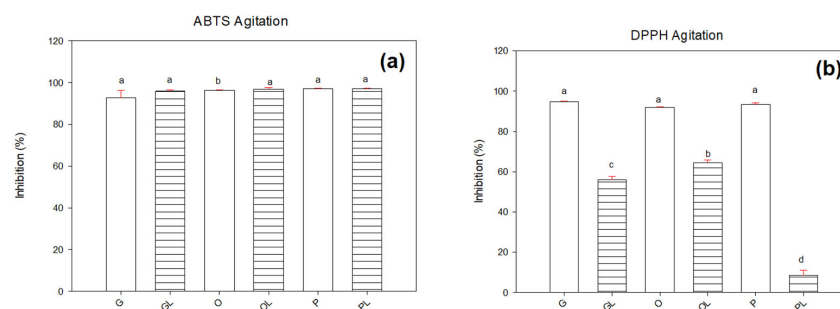 ABTS Agitation
(a)
Inhibition (%)
120
100
80
60
40
20
0
a a b a a a
G GL O OL P PL
DPPH Agitation
(b)
Inhibition (%)
120
100
80
60
40
20
0
a c a b a d
G GL O OL P PL